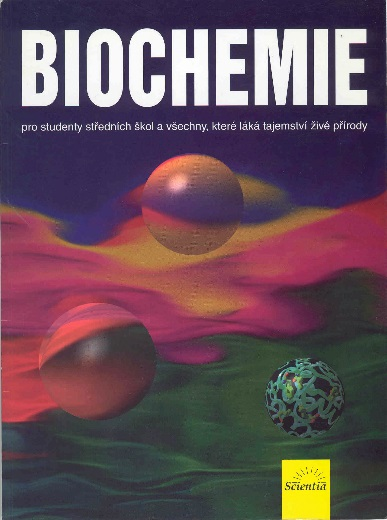 BIOCHEMIE
pro studenty středních škol a všechny, které láká tajemství živé přírody
Scientia